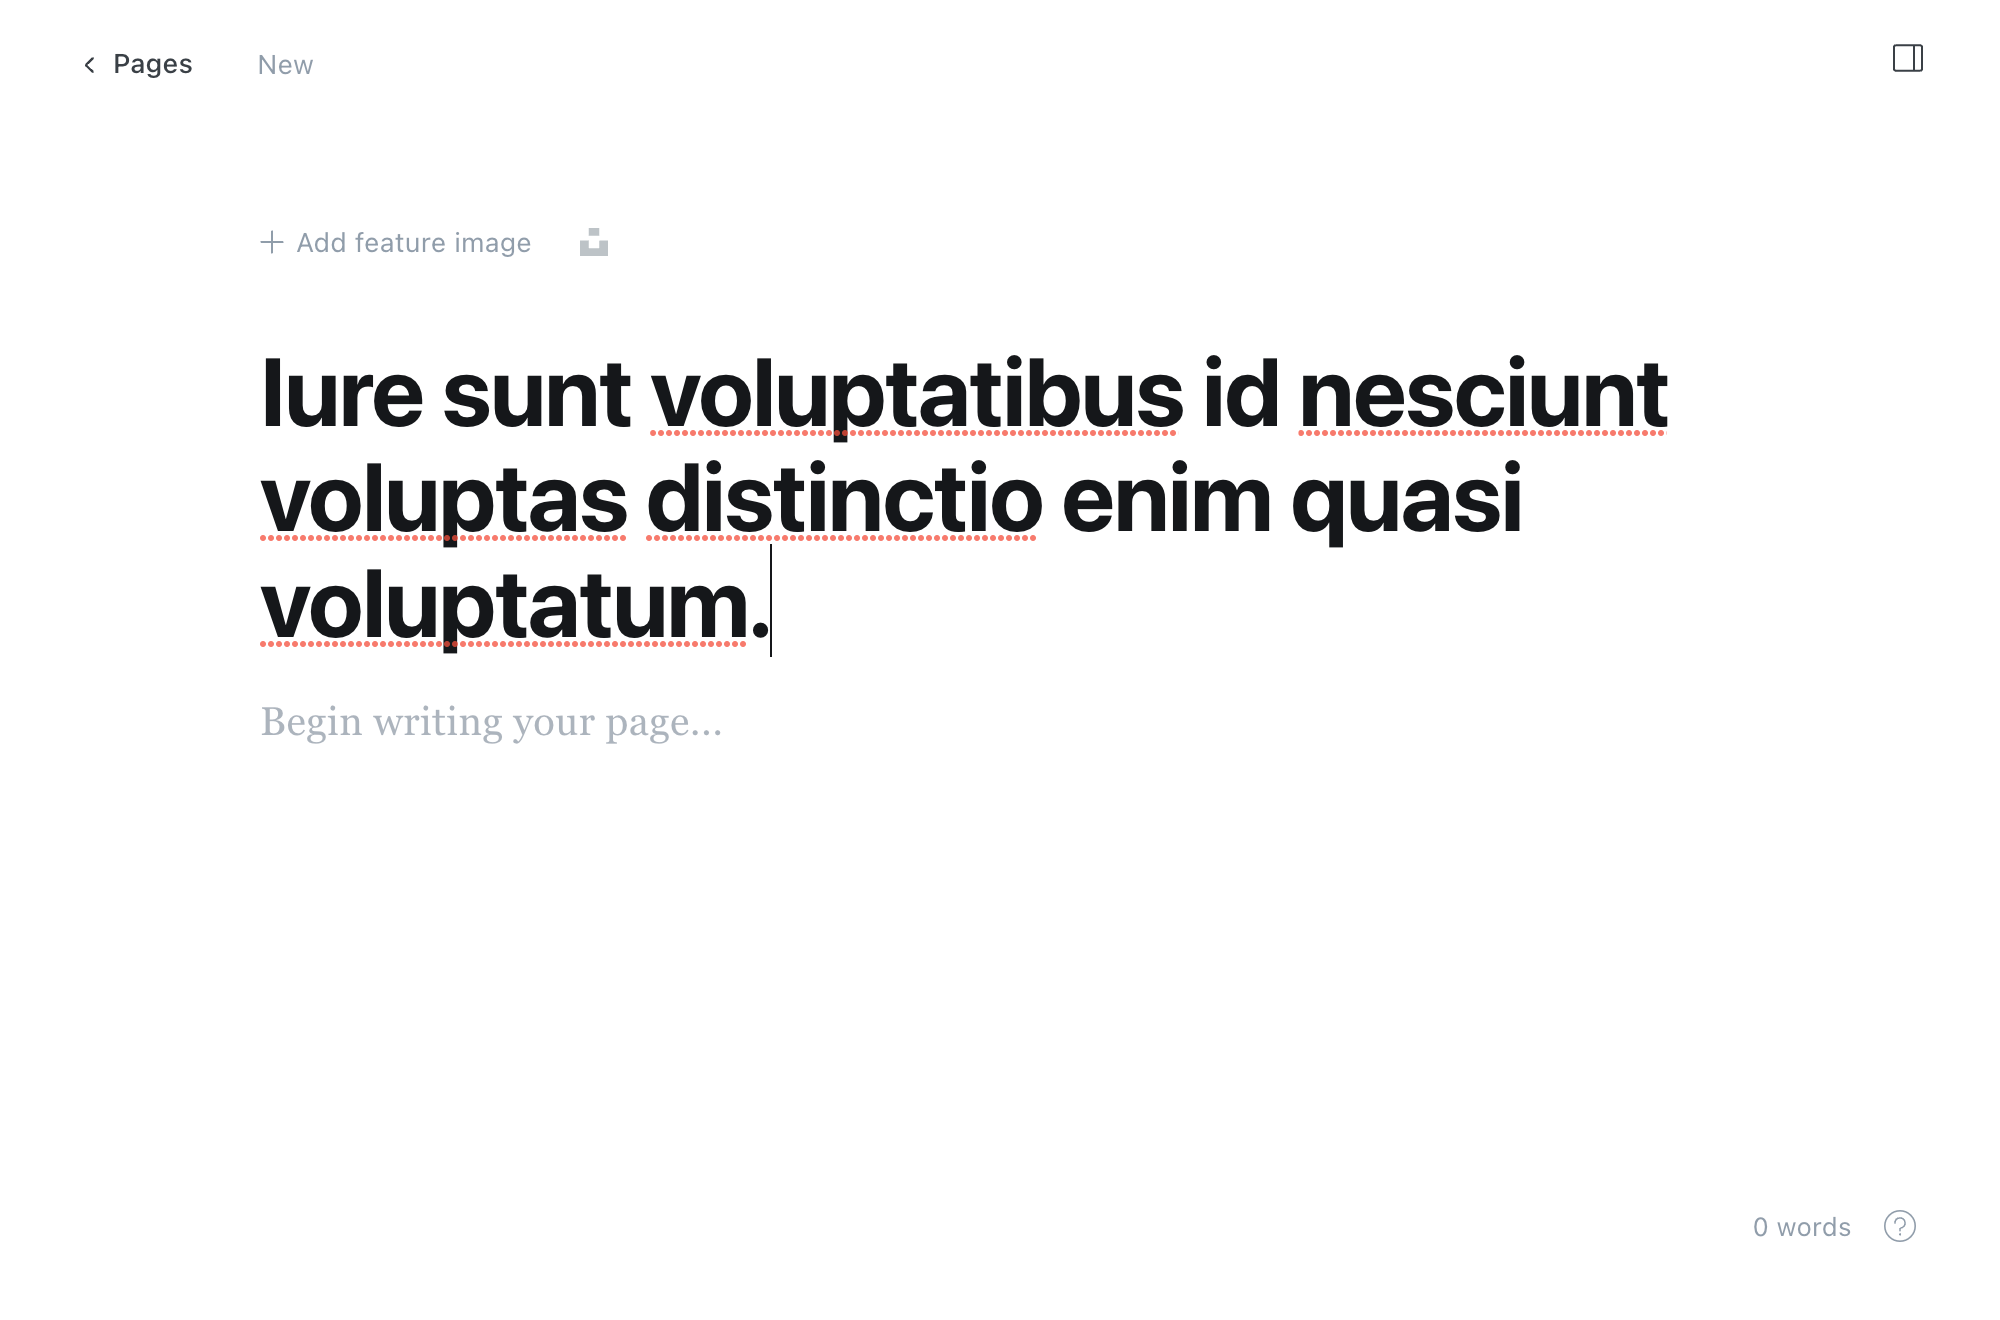 Pages
New
Add feature image
Iure sunt voluptatibus id nesciunt
voluptas distinctio enim quasi
voluptatum.
Begin writing your page...
0 words
?